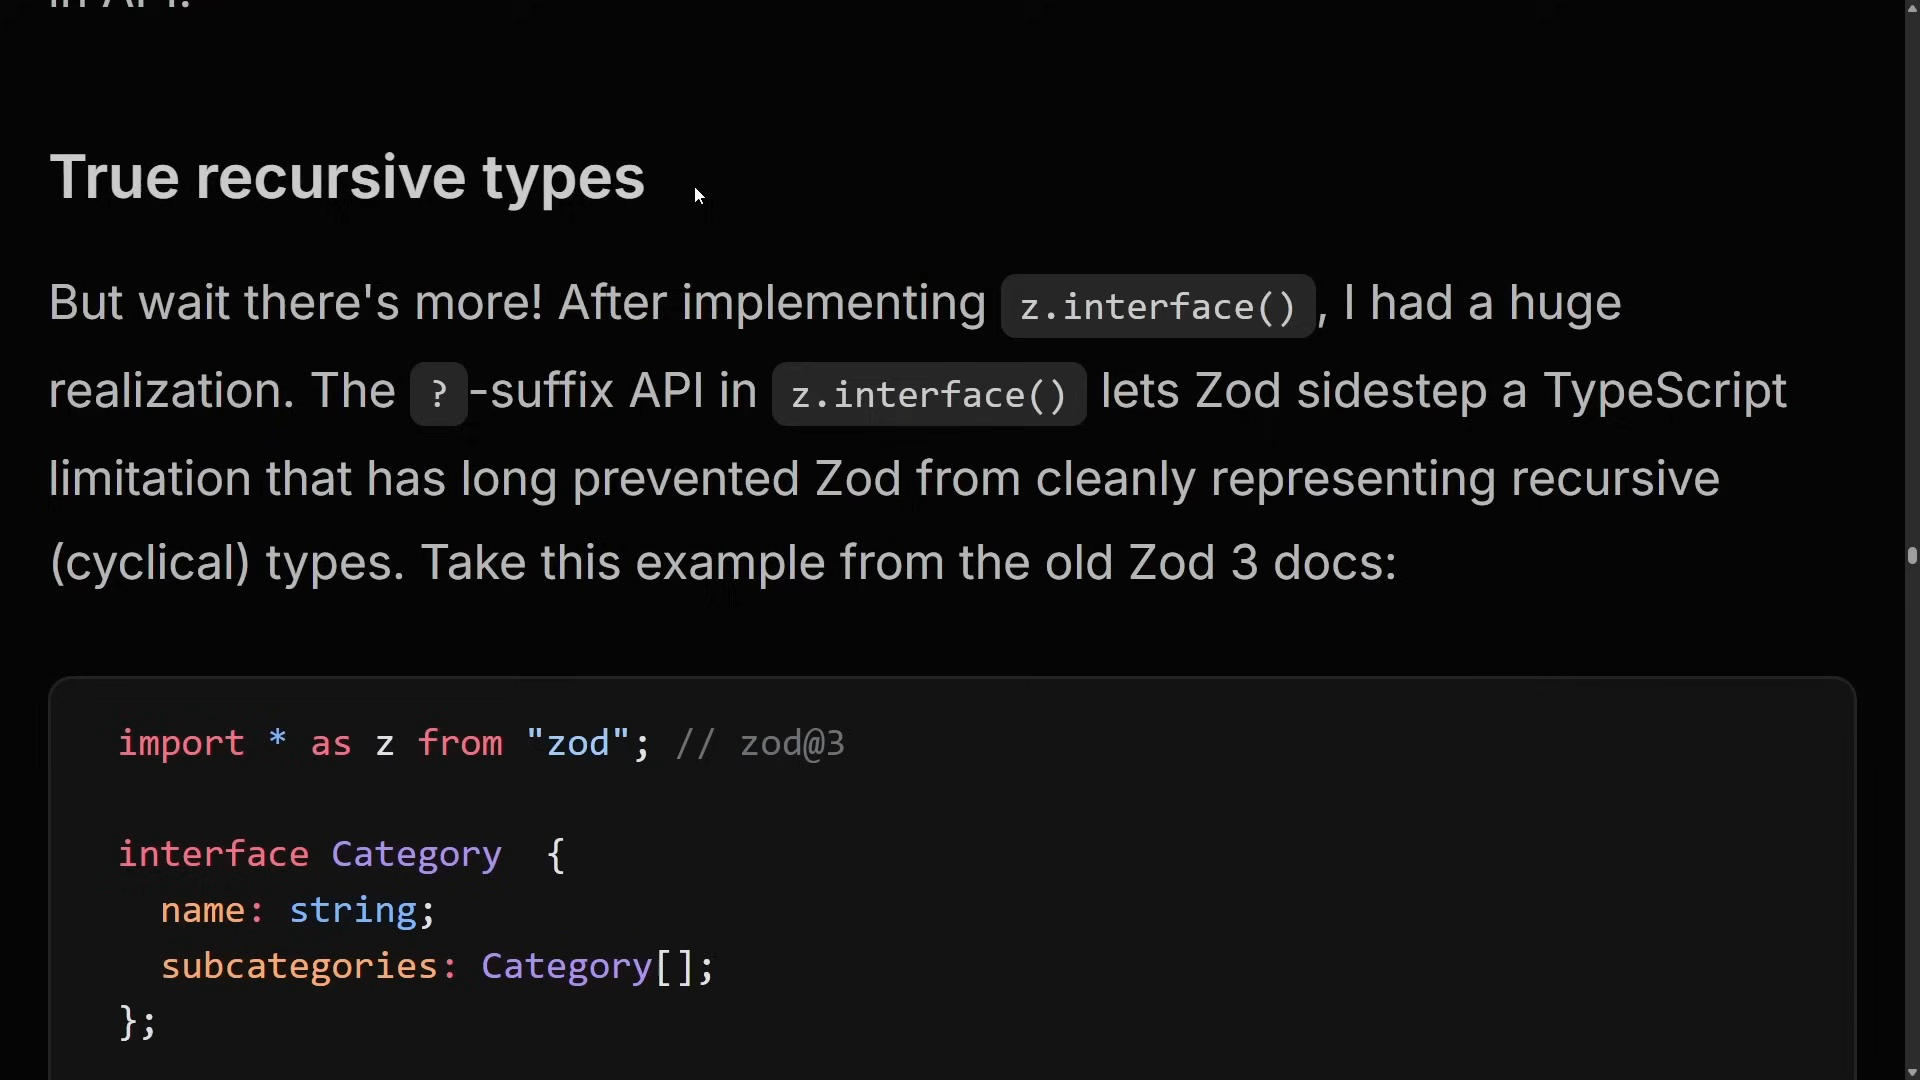 in API.
True recursive types
But wait there's more! After implementing z.interface(), I had a huge
realization. The ?-suffix API in z.interface() lets Zod sidestep a TypeScript
limitation that has long prevented Zod from cleanly representing recursive
(cyclical) types. Take this example from the old Zod 3 docs:
import * as z from "zod"; // zod@3
interface Category  {
  name: string;
  subcategories: Category[];
};